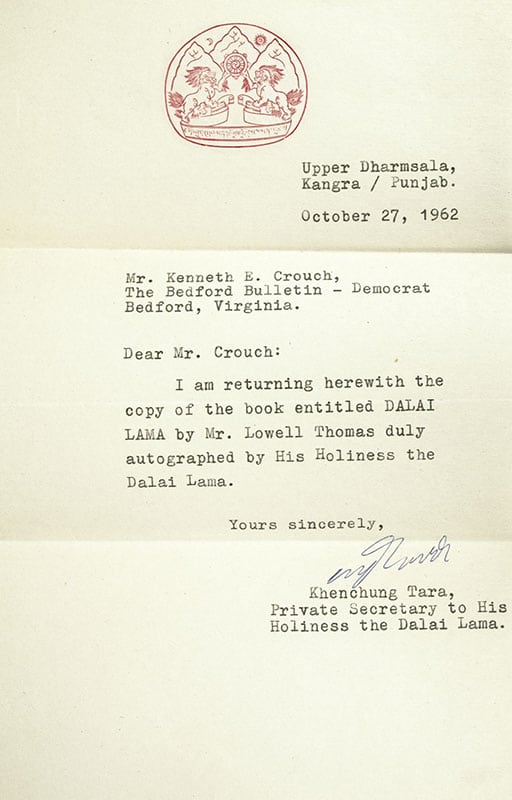 Upper Dharmsala,
Kangra / Punjab.
October 27, 1962
Mr. Kenneth E. Crouch,
The Bedford Bulletin - Democrat
Bedford, Virginia.
Dear Mr. Crouch:
I am returning herewith the
copy of the book entitled DALAI
LAMA by Mr. Lowell Thomas duly
autographed by His Holiness the
Dalai Lama.
Yours sincerely,
Khenchung Tara,
Private Secretary to His
Holiness the Dalai Lama.